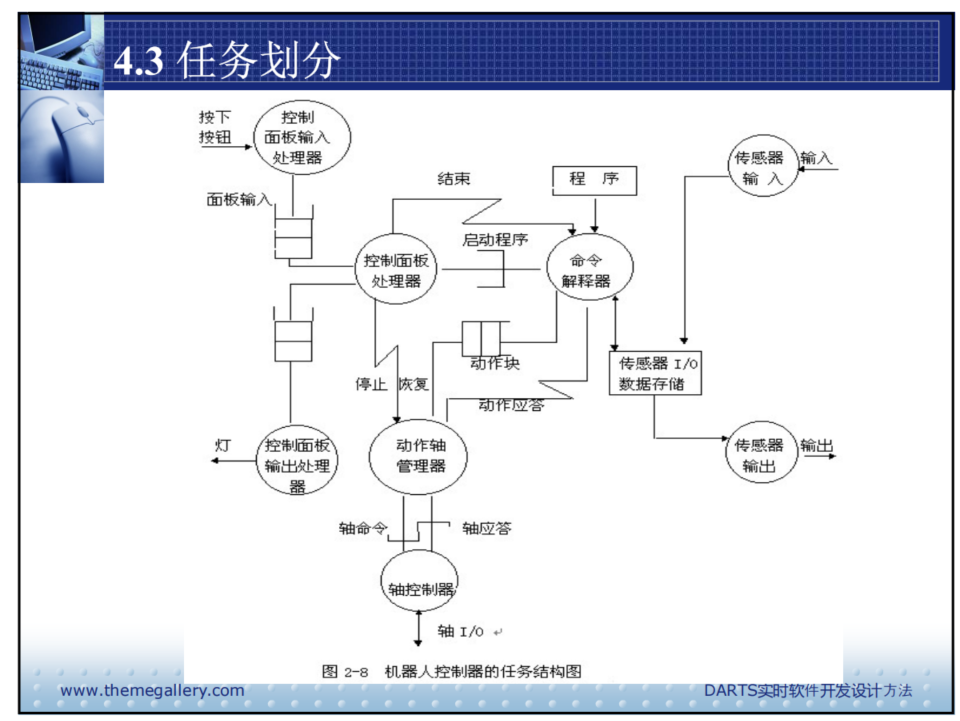 4.3 任务划分
按下
按钮
控制
面板输入
处理器
面板输入
结束
程 序
传感器
输 入
输入
控制面板
处理器
启动程序
命令
解释器
动作块
传感器 I/O
数据存储
停止 恢复
动作应答
灯
控制面板
输出处理
器
动作轴
管理器
传感器
输出
输出
轴命令
轴应答
轴控制器
轴 I/O ↵
图 2-8 机器人控制器的任务结构图
www.themegallery.com
DARTS实时软件开发设计方法